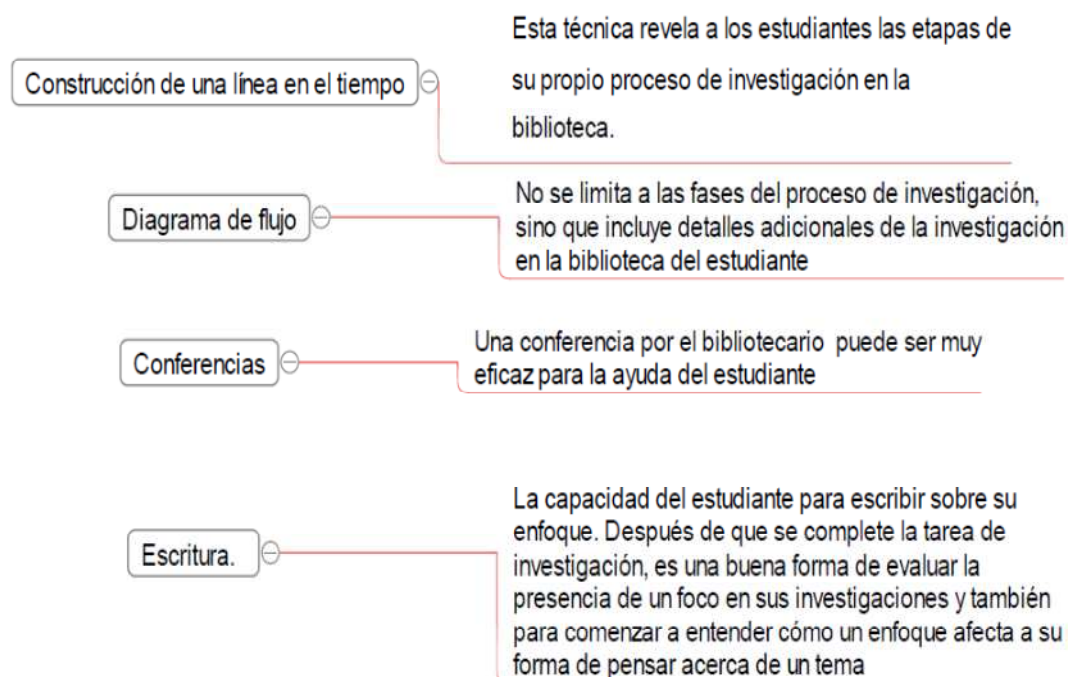 Construcción de una línea en el tiempo
Esta técnica revela a los estudiantes las etapas de
su propio proceso de investigación en la
biblioteca.
Diagrama de flujo
No se limita a las fases del proceso de investigación,
sino que incluye detalles adicionales de la investigación
en la biblioteca del estudiante
Conferencias
Una conferencia por el bibliotecario puede ser muy
eficaz para la ayuda del estudiante
Escritura.
La capacidad del estudiante para escribir sobre su
enfoque. Después de que se complete la tarea de
investigación, es una buena forma de evaluar la
presencia de un foco en sus investigaciones y también
para comenzar a entender cómo un enfoque afecta a su
forma de pensar acerca de un tema